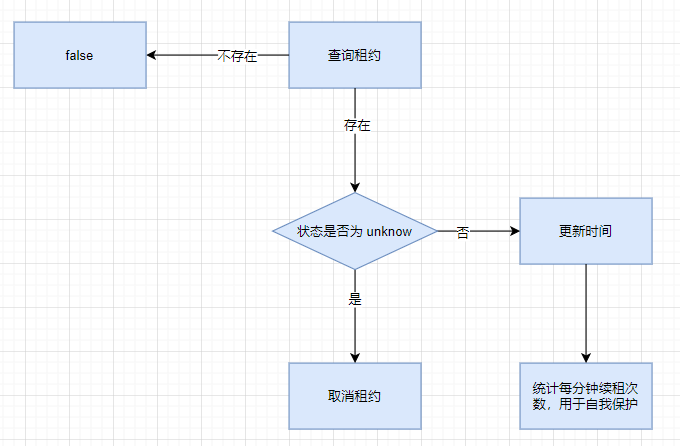 false
不存在
查询租约
存在
状态是否为 unknow
否
更新时间
是
取消租约
统计每分钟续租次
数，用于自我保护